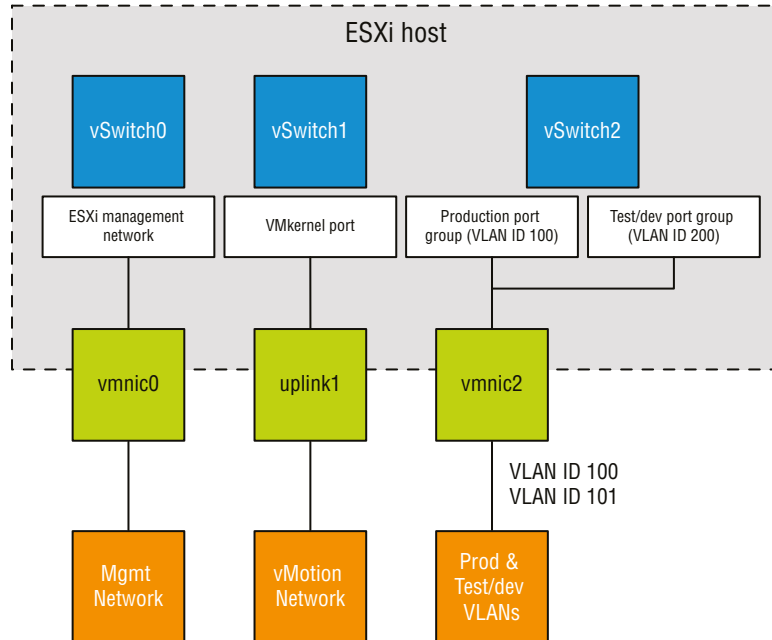 ESXi host
vSwitch0
vSwitch1
vSwitch2
ESXi management
network
VMkernel port
Production port
group (VLAN ID 100)
Test/dev port group
(VLAN ID 200)
vmnic0
uplink1
vmnic2
VLAN ID 100
VLAN ID 101
Mgmt
Network
vMotion
Network
Prod &
Test/dev
VLANs